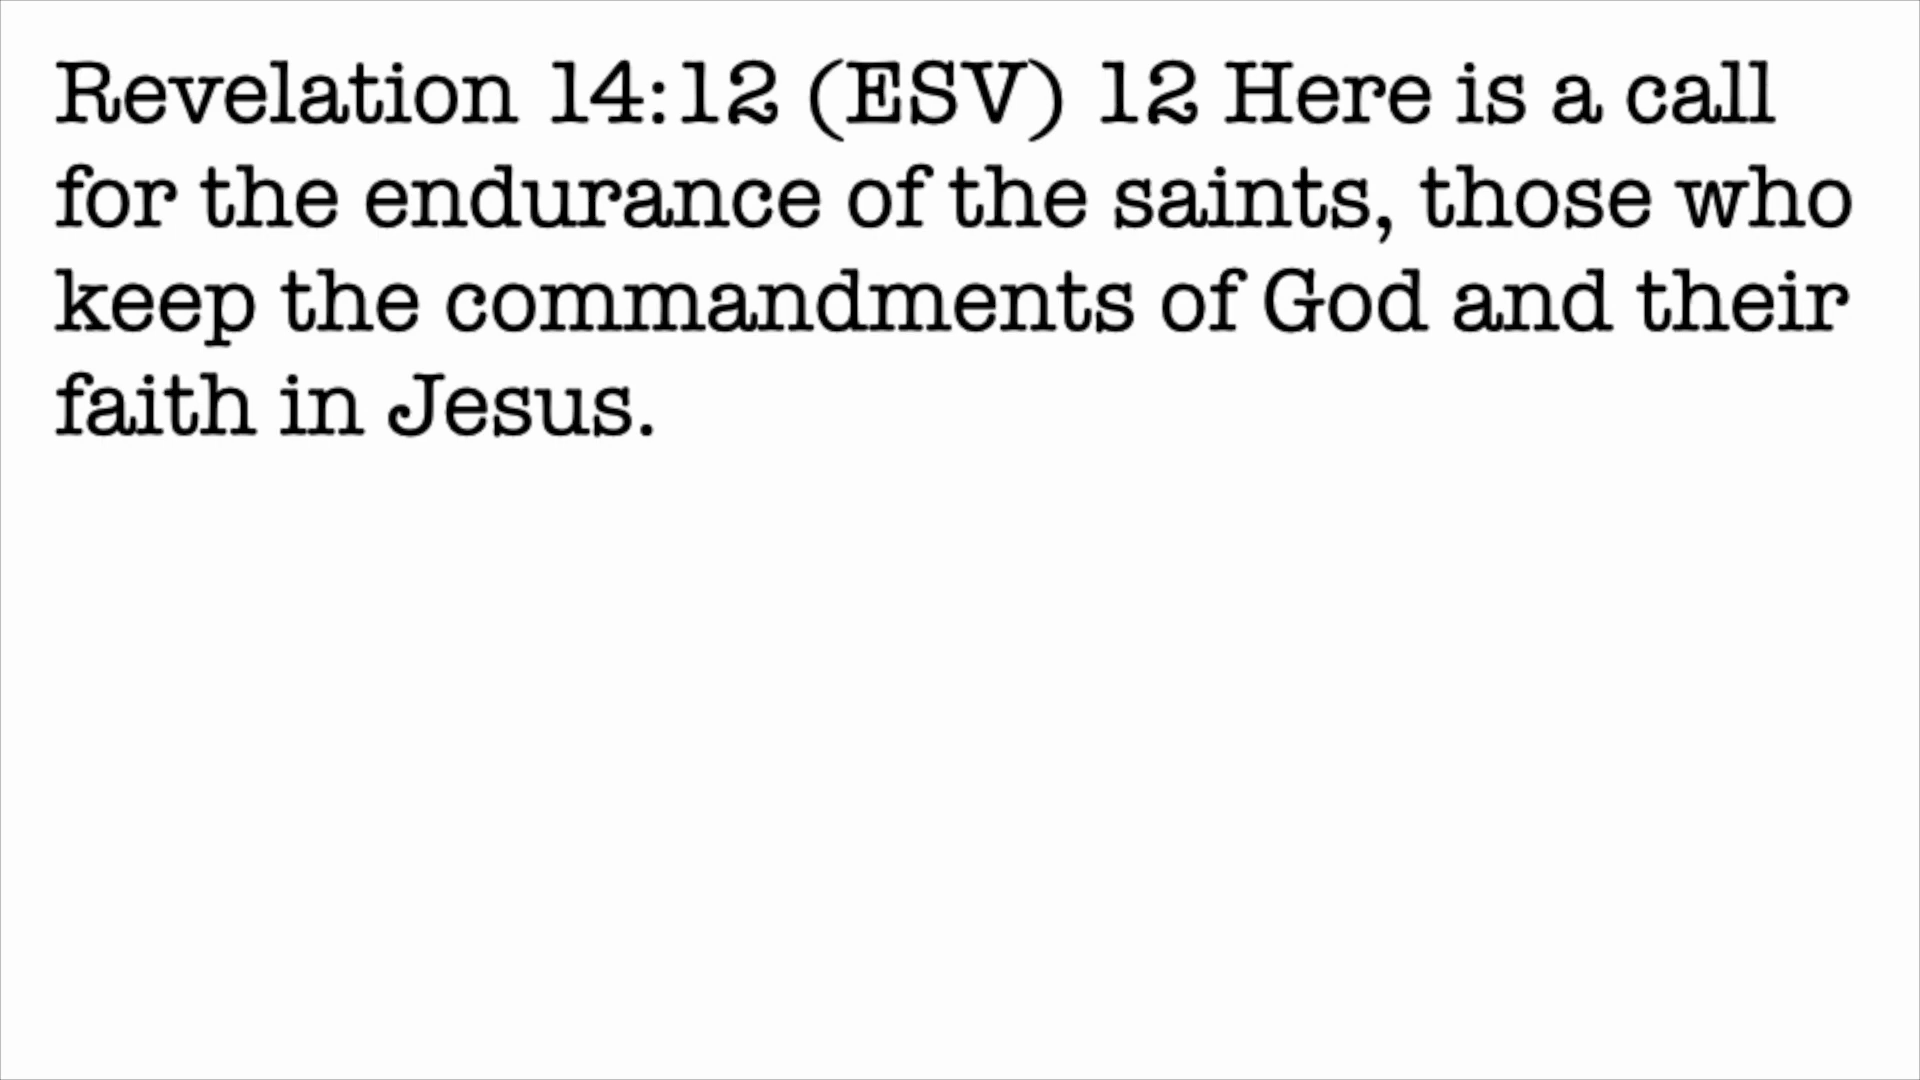 Revelation 14:12 (ESV) 12 Here is a call
for the endurance of the saints, those who
keep the commandments of God and their
faith in Jesus.